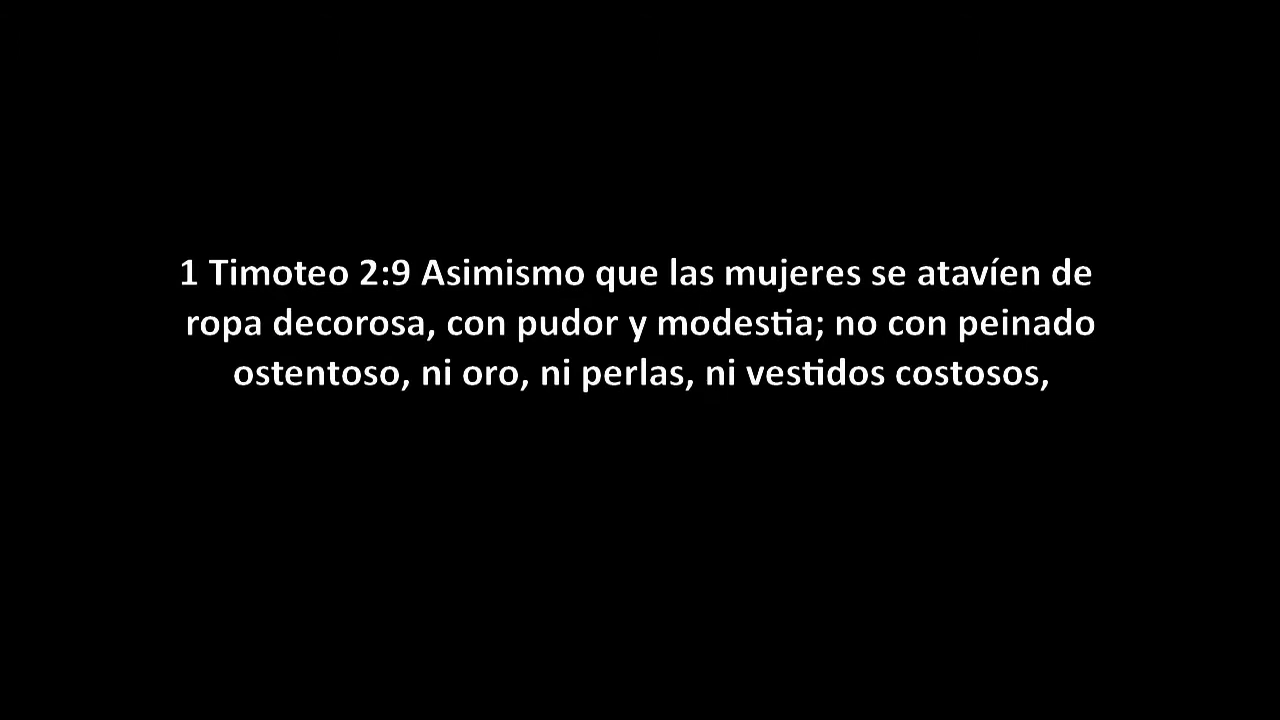 1 Timoteo 2:9 Asimismo que las mujeres se atavíen de
ropa decorosa, con pudor y modestia; no con peinado
ostentoso, ni oro, ni perlas, ni vestidos costosos,